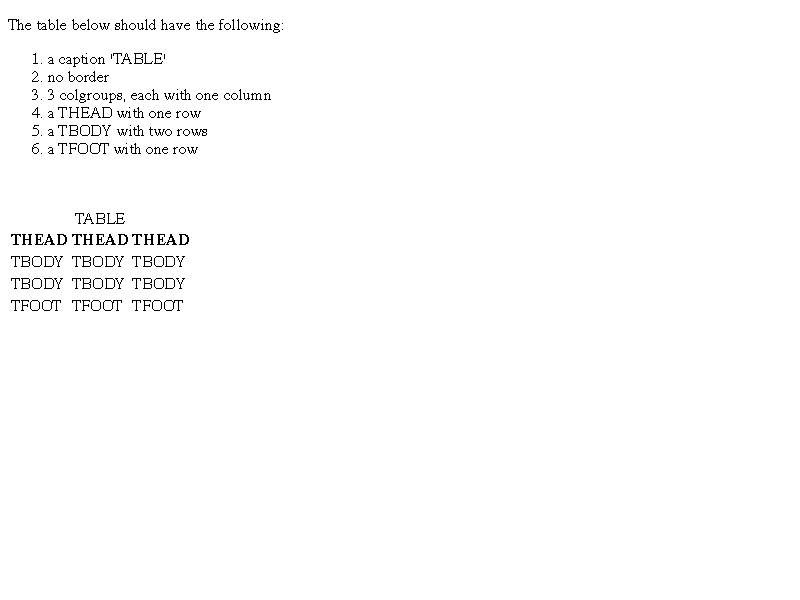 The table below should have the following:
1. a caption 'TABLE'
2. no border
3. 3 colgroups, each with one column
4. a THEAD with one row
5. a TBODY with two rows
6. a TFOOT with one row
TABLE
THEAD THEAD THEAD
TBODY TBODY TBODY
TBODY TBODY TBODY
TFOOT TFOOT TFOOT